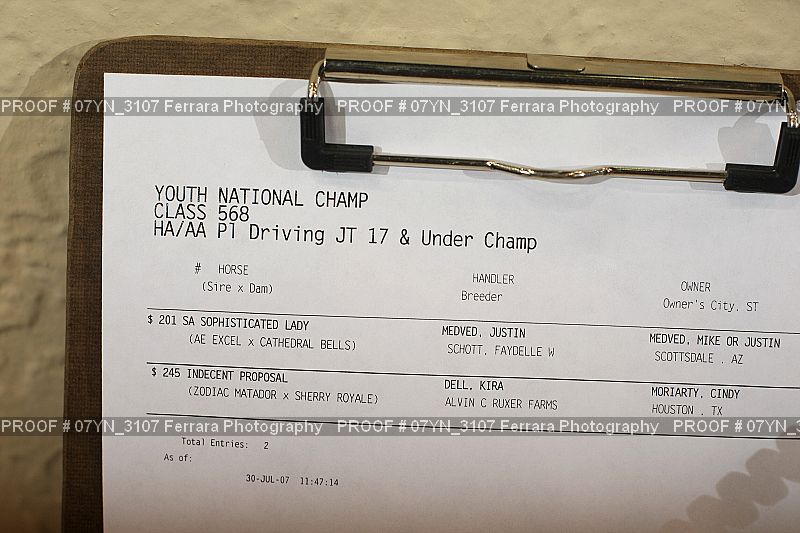 PROOF # 07YN_3107 Ferrara Photography PROOF # 07YN_3107 Ferrara Photography PROOF # 07YN_3107
YOUTH NATIONAL CHAMP
CLASS 568
HA/AA PT Driving JT 17 & Under Champ
# HORSE HANDLER OWNER
(Sire x Dam) Breeder Owner's City, ST
$ 201 SA SOPHISTICATED LADY MEDVED, JUSTIN MEDVED, MIKE OR JUSTIN
(AE EXCEL x CATHEDRAL BELLS) SCHOTT, FAYDELLE W SCOTTSDALE , AZ
$ 245 INDECENT PROPOSAL DELL, KIRA MORIARTY, CINDY
(ZODIAC MATADOR x SHERRY ROYALE) ALVIN C RUXER FARMS HOUSTON , TX
PROOF # 07YN_3107 Ferrara Photography PROOF # 07YN_3107 Ferrara Photography PROOF # 07YN_3107
Total Entries: 2
As of:
30-JUL-07 11:47:14